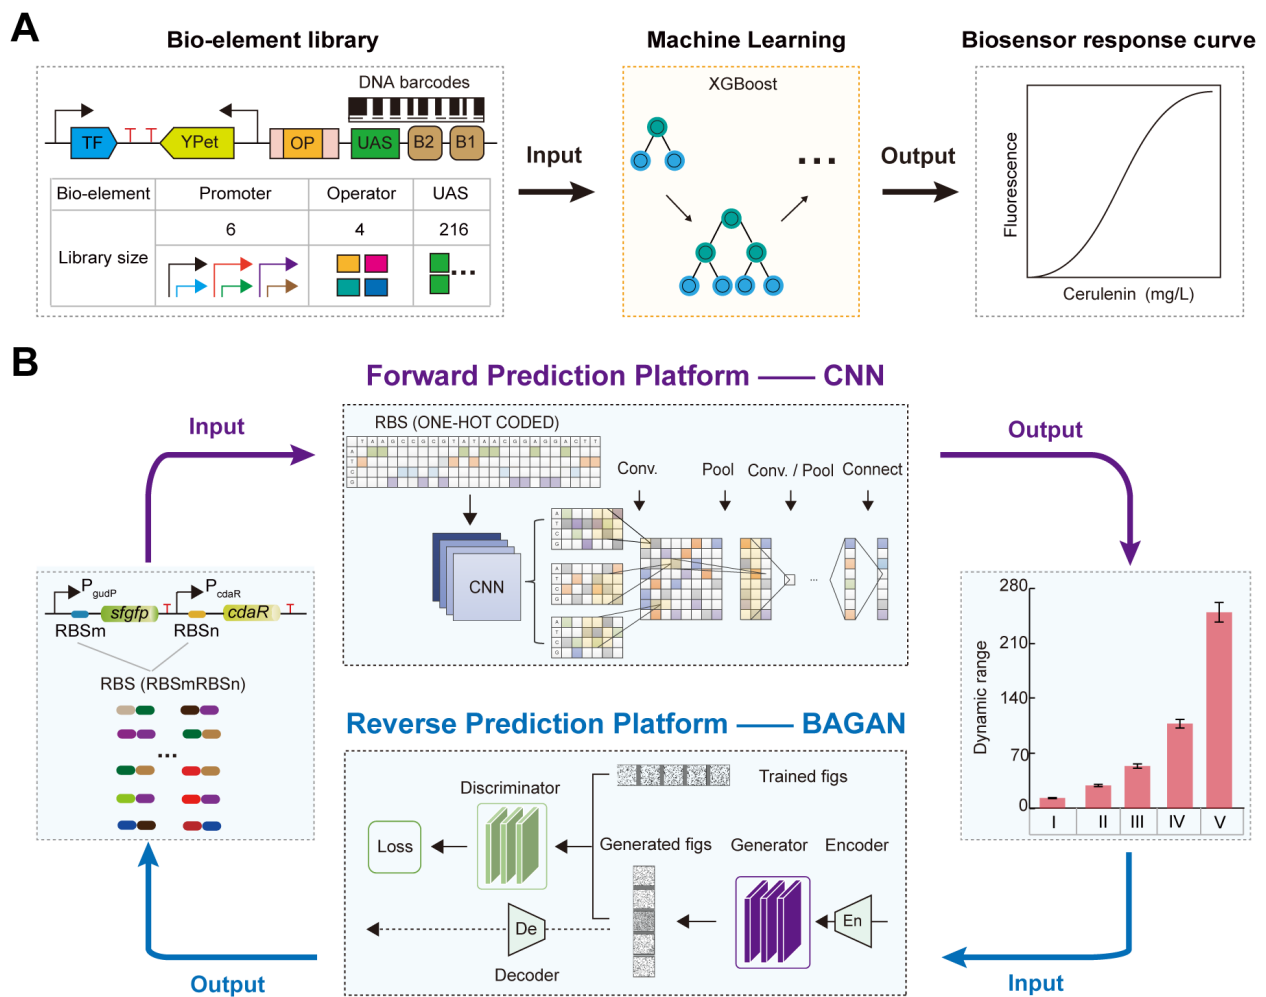 A
Bio-element library
Machine Learning
Biosensor response curve
DNA barcodes
TF
YPet
OP
UAS
B2
B1
Bio-element
Promoter
Operator
UAS
Library size
6
4
216
...
Input
XGBoost
...
Output
Fluorescence
Cerulenin (mg/L)
B
Forward Prediction Platform —— CNN
Input
RBS (ONE-HOT CODED)
T A A G C C G C G T A T A A C G G A G G A C T T
A
T
C
G
Conv.
Pool
Conv. / Pool
Connect
CNN
A
T
C
G
A
T
C
G
A
T
C
G
...
Output
PgudP
PcdaR
sfgfp
cdaR
RBSm
RBSn
RBS (RBSmRBSn)
...
Dynamic range
280
210
140
70
0
I
II
III
IV
V
Reverse Prediction Platform —— BAGAN
Trained figs
Discriminator
Loss
Generated figs
Generator
Encoder
En
De
Decoder
Output
Input